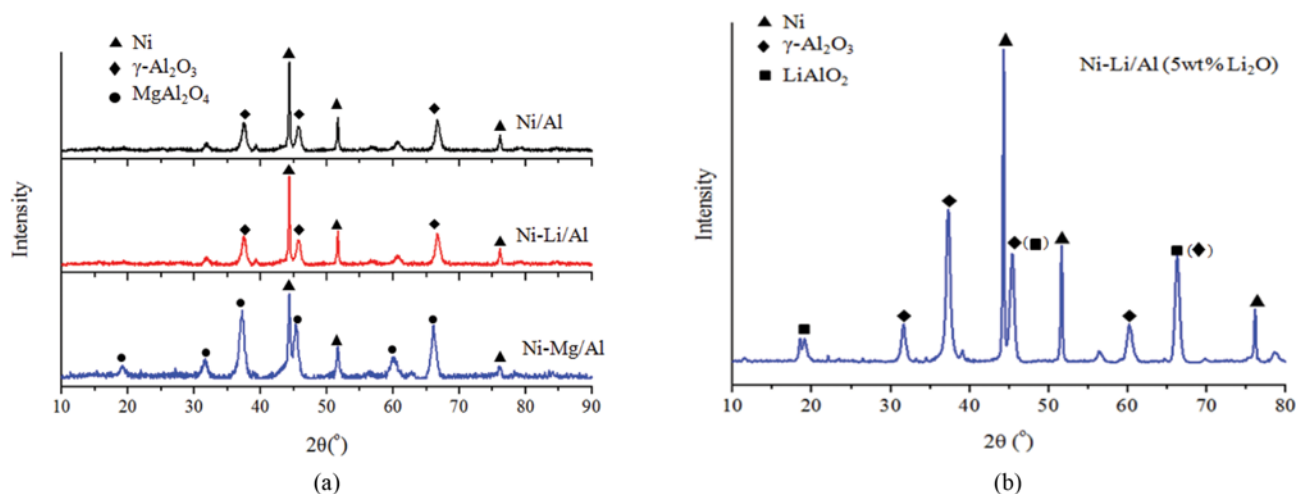 ▲ Ni
◆ γ-Al₂O₃
● MgAl₂O₄
Ni/Al
Ni-Li/Al
Ni-Mg/Al
Intensity
10 20 30 40 50 60 70 80 90
2θ(°)
(a)
▲ Ni
◆ γ-Al₂O₃
■ LiAlO₂
Ni-Li/Al (5wt% Li₂O)
◆(■)
■(◆)
Intensity
10 20 30 40 50 60 70 80
2θ (°)
(b)